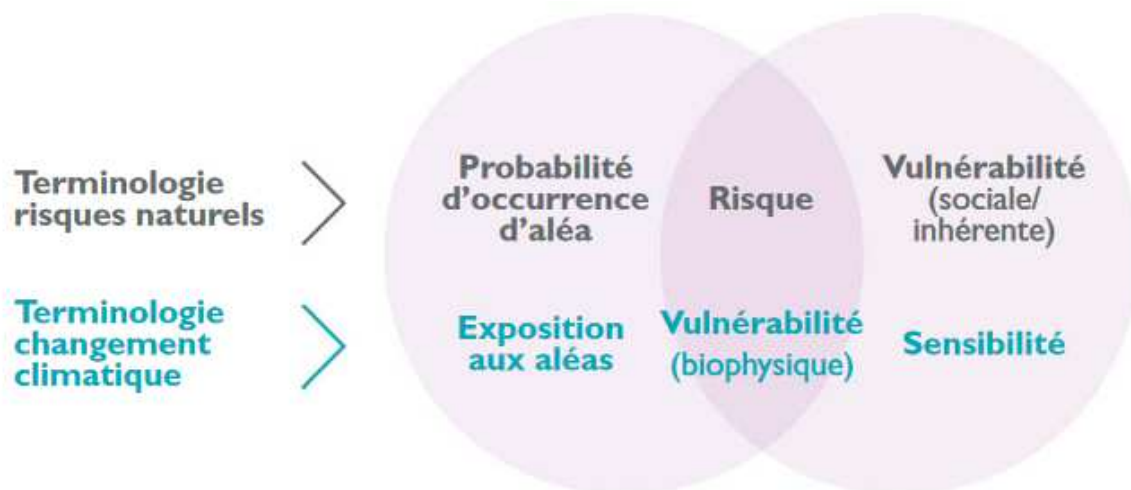 Terminologie
risques naturels
Probabilité
d'occurrence
d'aléa
Risque
Vulnérabilité
(sociale/
inhérente)
Terminologie
changement
climatique
Exposition
aux aléas
Vulnérabilité
(biophysique)
Sensibilité